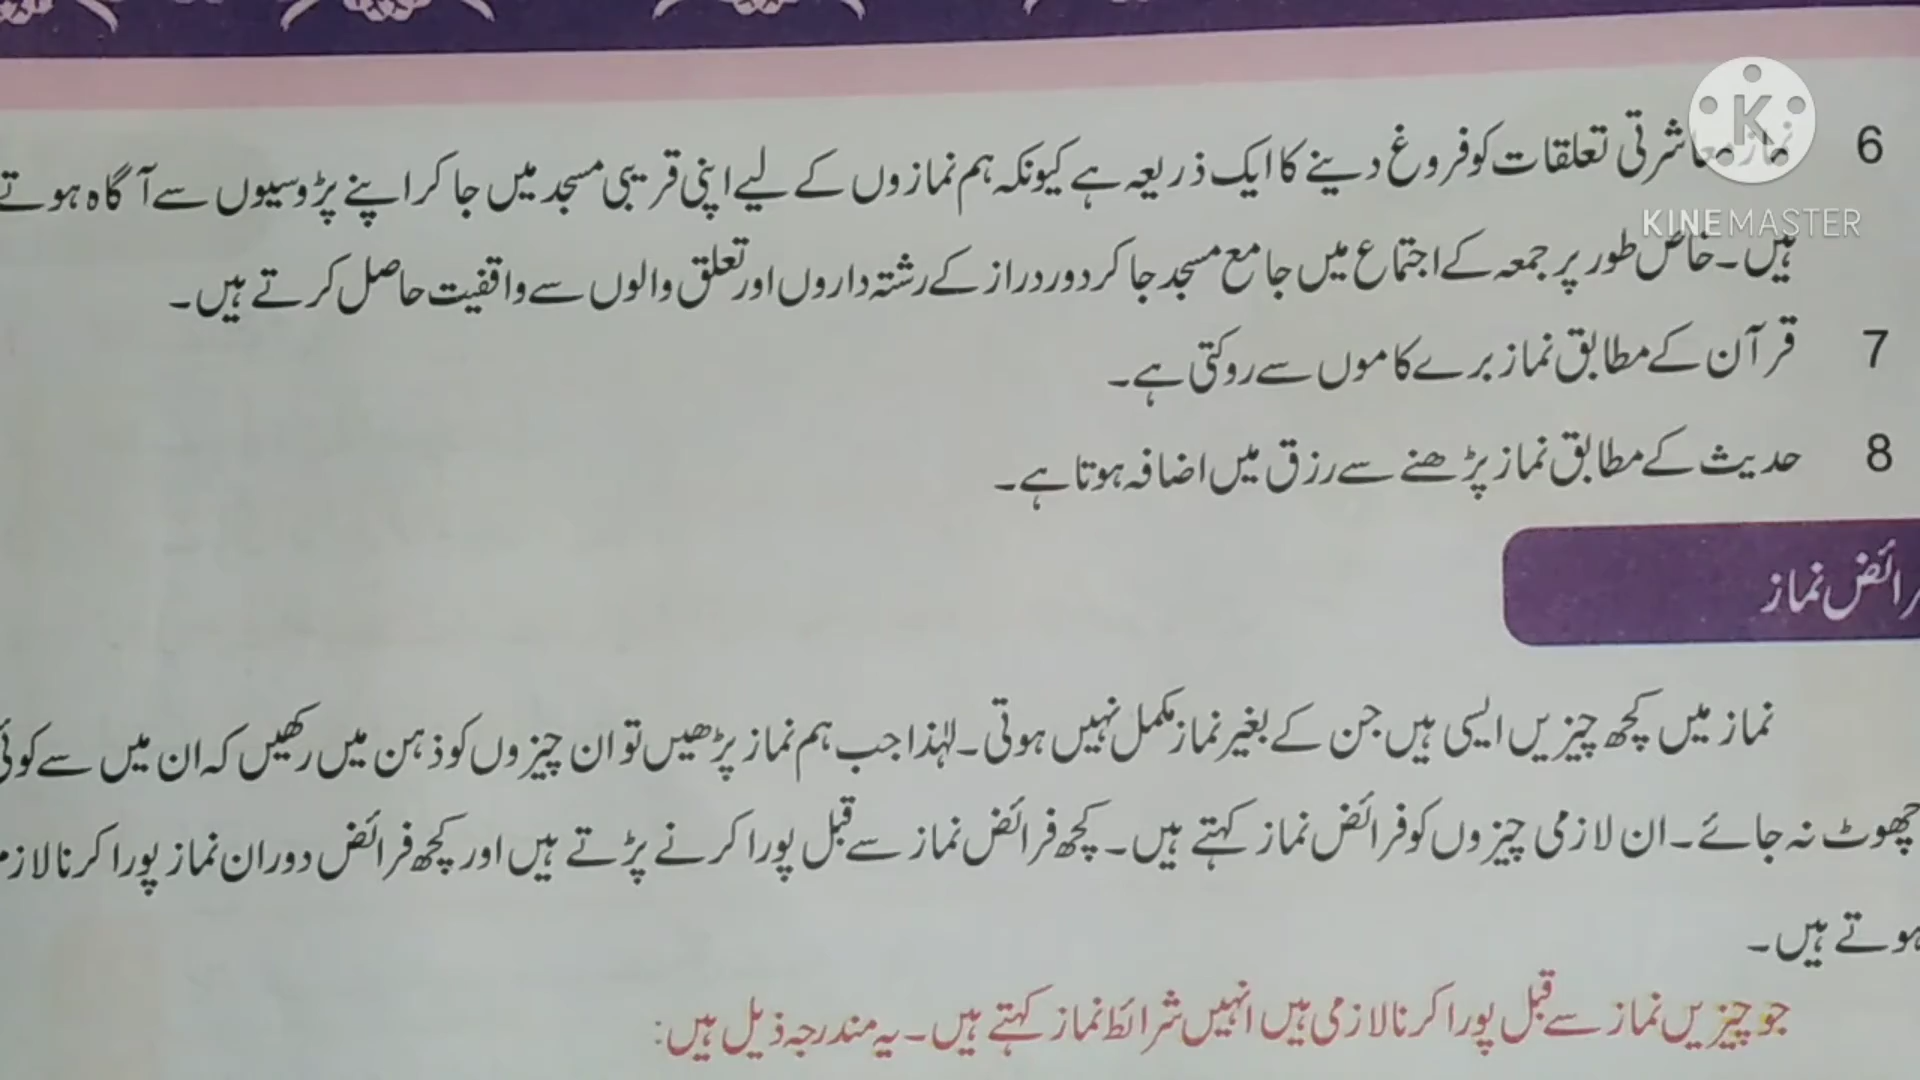 6 نماز معاشرتی تعلقات کو فروغ دینے کا ایک ذریعہ ہے کیونکہ ہم نمازوں کے لیے اپنی قریبی مسجد میں جا کر اپنے پڑوسیوں سے آگاہ ہوتے
ہیں۔ خاص طور پر جمعہ کے اجتماع میں جامع مسجد جا کر دور دراز کے رشتہ داروں اور تعلق والوں سے واقفیت حاصل کرتے ہیں۔
7 قرآن کے مطابق نماز برے کاموں سے روکتی ہے۔
8 حدیث کے مطابق نماز پڑھنے سے رزق میں اضافہ ہوتا ہے۔
فرائض نماز
نماز میں کچھ چیزیں ایسی ہیں جن کے بغیر نماز مکمل نہیں ہوتی۔ لہٰذا جب ہم نماز پڑھیں تو ان چیزوں کو ذہن میں رکھیں کہ ان میں سے کوئی
چھوٹ نہ جائے۔ ان لازمی چیزوں کو فرائض نماز کہتے ہیں۔ کچھ فرائض نماز سے قبل پورا کرنے پڑتے ہیں اور کچھ فرائض دوران نماز پورا کرنا
ہوتے ہیں۔
جو چیزیں نماز سے قبل پورا کرنا لازمی ہیں انہیں شرائط نماز کہتے ہیں۔ یہ مندرجہ ذیل ہیں:
K
KINEMASTER